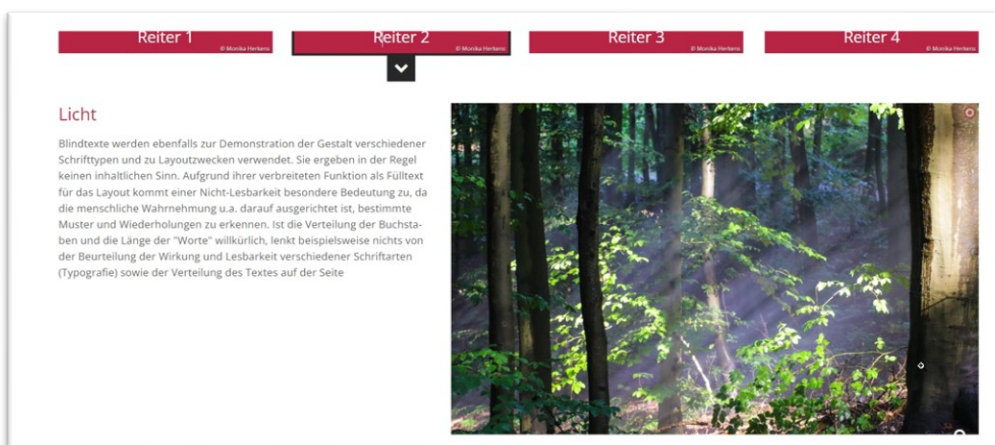 Reiter 1
© Monika Herkens
Reiter 2
© Monika Herkens
Reiter 3
© Monika Herkens
Reiter 4
© Monika Herkens
Licht
Blindtexte werden ebenfalls zur Demonstration der Gestalt verschiedener
Schrifttypen und zu Layoutzwecken verwendet. Sie ergeben in der Regel
keinen inhaltlichen Sinn. Aufgrund ihrer verbreiteten Funktion als Fülltext
für das Layout kommt einer Nicht-Lesbarkeit besondere Bedeutung zu, da
die menschliche Wahrnehmung u.a. darauf ausgerichtet ist, bestimmte
Muster und Wiederholungen zu erkennen. Ist die Verteilung der Buchsta-
ben und die Länge der "Worte" willkürlich, lenkt beispielsweise nichts von
der Beurteilung der Wirkung und Lesbarkeit verschiedener Schriftarten
(Typografie) sowie der Verteilung des Textes auf der Seite